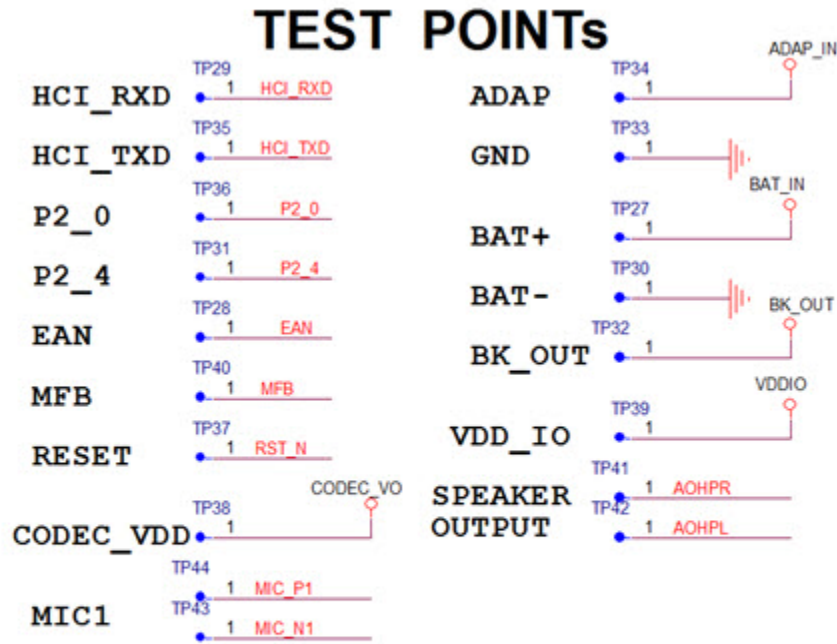 TEST POINTs
TP29
HCI_RXD 1 HCI_RXD
TP35
HCI_TXD 1 HCI_TXD
TP36
P2_0 1 P2_0
TP31
P2_4 1 P2_4
TP28
EAN 1 EAN
TP40
MFB 1 MFB
TP37
RESET 1 RST_N
CODEC_VO
TP38
CODEC_VDD 1
TP44
1 MIC_P1
MIC1
TP43
1 MIC_N1
ADAP_IN
TP34
ADAP 1
TP33
GND 1
BAT_IN
TP27
BAT+ 1
TP30
BAT- 1
BK_OUT
TP32
BK_OUT 1
VDDIO
TP39
VDD_IO 1
TP41
SPEAKER 1 AOHPR
TP42
OUTPUT 1 AOHPL